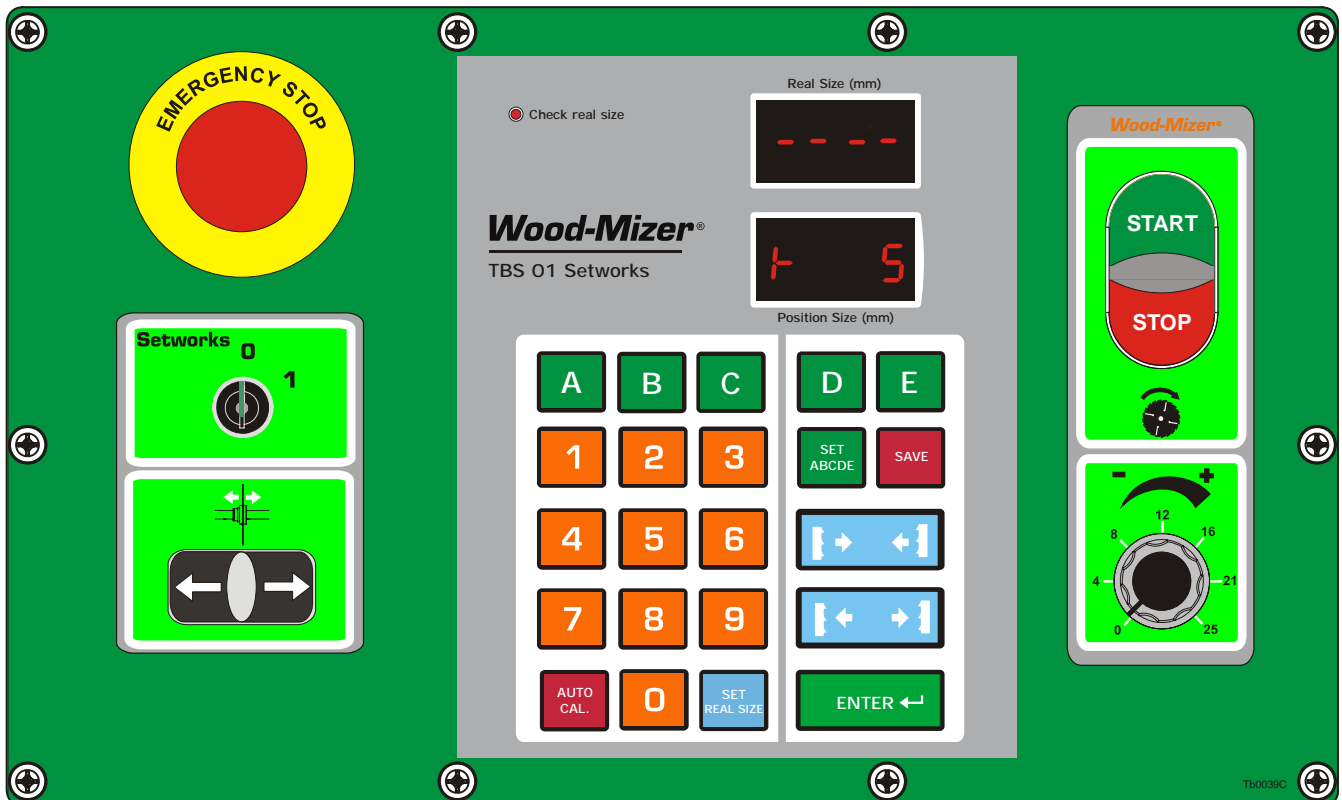 EMERGENCY STOP
Setworks
0
1
Check real size
Real Size (mm)
- - - -
Wood-Mizer®
TBS 01 Setworks
⊢ 5
Position Size (mm)
A B C D E
1 2 3
SET
ABCDE
SAVE
4 5 6
7 8 9
AUTO
CAL.
0
SET
REAL SIZE
ENTER
Wood-Mizer®
START
STOP
- +
0 4 8 12 16 21 25
Tb0039C